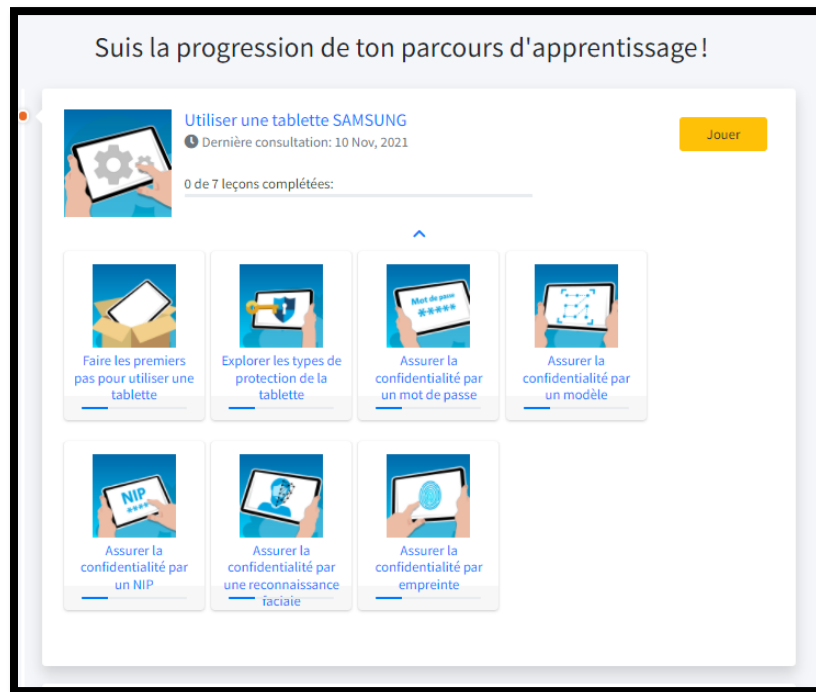 Suis la progression de ton parcours d'apprentissage!
Utiliser une tablette SAMSUNG
Dernière consultation: 10 Nov, 2021
Jouer
0 de 7 leçons complétées:
Mot de passe
*****
Faire les premiers
pas pour utiliser une
tablette
Explorer les types de
protection de la
tablette
Assurer la
confidentialité par
un mot de passe
Assurer la
confidentialité par
un modèle
NIP
****
Assurer la
confidentialité par
un NIP
Assurer la
confidentialité par
une reconnaissance
faciale
Assurer la
confidentialité par
empreinte